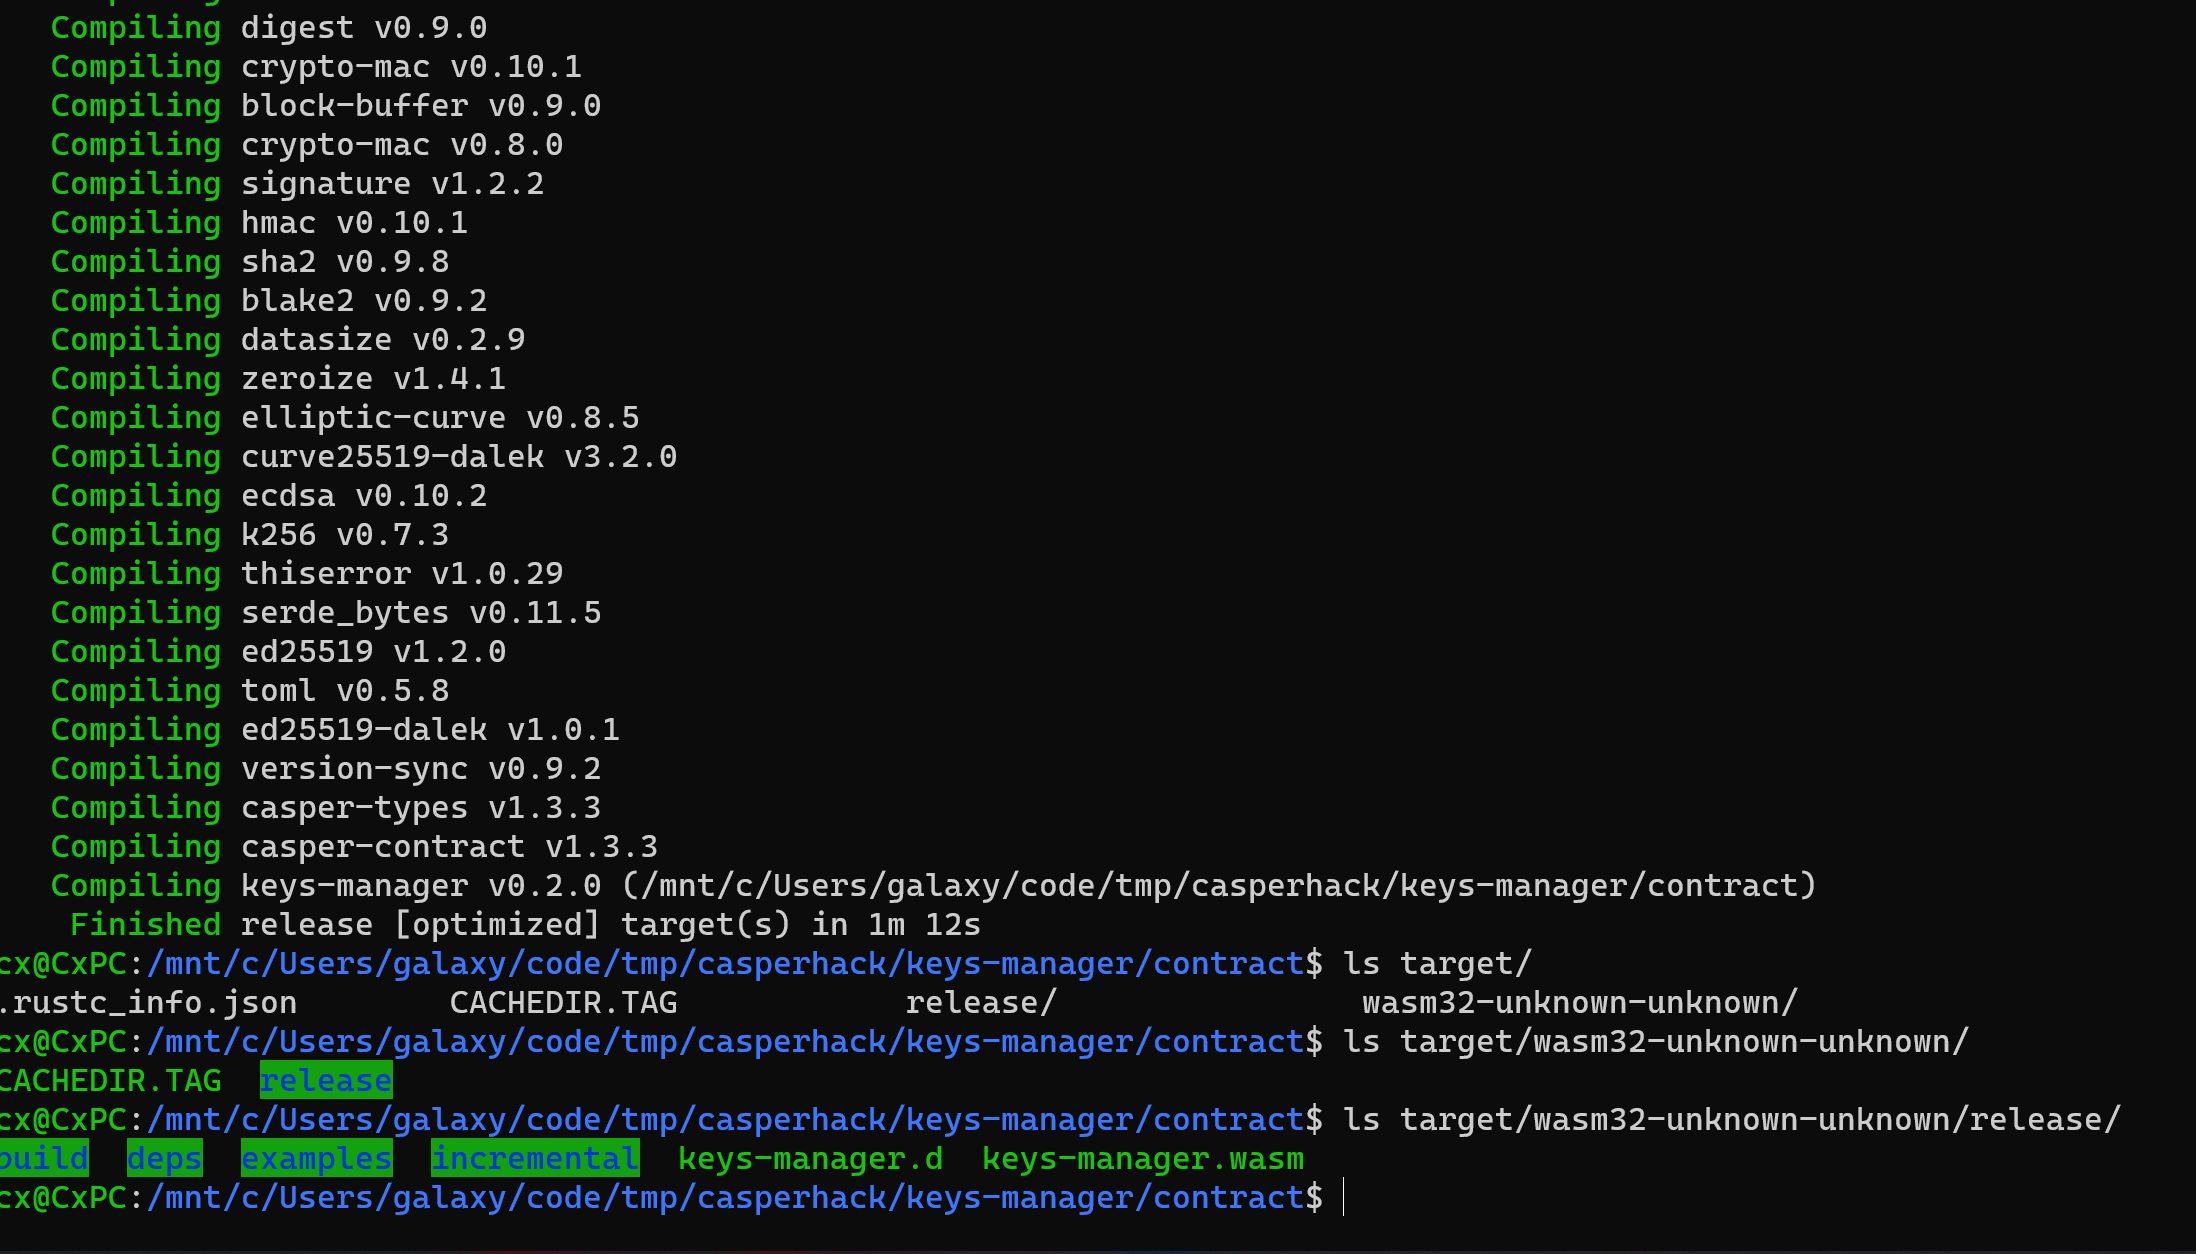 Compiling digest v0.9.0
Compiling crypto-mac v0.10.1
Compiling block-buffer v0.9.0
Compiling crypto-mac v0.8.0
Compiling signature v1.2.2
Compiling hmac v0.10.1
Compiling sha2 v0.9.8
Compiling blake2 v0.9.2
Compiling datasize v0.2.9
Compiling zeroize v1.4.1
Compiling elliptic-curve v0.8.5
Compiling curve25519-dalek v3.2.0
Compiling ecdsa v0.10.2
Compiling k256 v0.7.3
Compiling thiserror v1.0.29
Compiling serde_bytes v0.11.5
Compiling ed25519 v1.2.0
Compiling toml v0.5.8
Compiling ed25519-dalek v1.0.1
Compiling version-sync v0.9.2
Compiling casper-types v1.3.3
Compiling casper-contract v1.3.3
Compiling keys-manager v0.2.0 (/mnt/c/Users/galaxy/code/tmp/casperhack/keys-manager/contract)
Finished release [optimized] target(s) in 1m 12s
cx@CxPC:/mnt/c/Users/galaxy/code/tmp/casperhack/keys-manager/contract$ ls target/
.rustc_info.json CACHEDIR.TAG release/ wasm32-unknown-unknown/
cx@CxPC:/mnt/c/Users/galaxy/code/tmp/casperhack/keys-manager/contract$ ls target/wasm32-unknown-unknown/
CACHEDIR.TAG release
cx@CxPC:/mnt/c/Users/galaxy/code/tmp/casperhack/keys-manager/contract$ ls target/wasm32-unknown-unknown/release/
build deps examples incremental keys-manager.d keys-manager.wasm
cx@CxPC:/mnt/c/Users/galaxy/code/tmp/casperhack/keys-manager/contract$